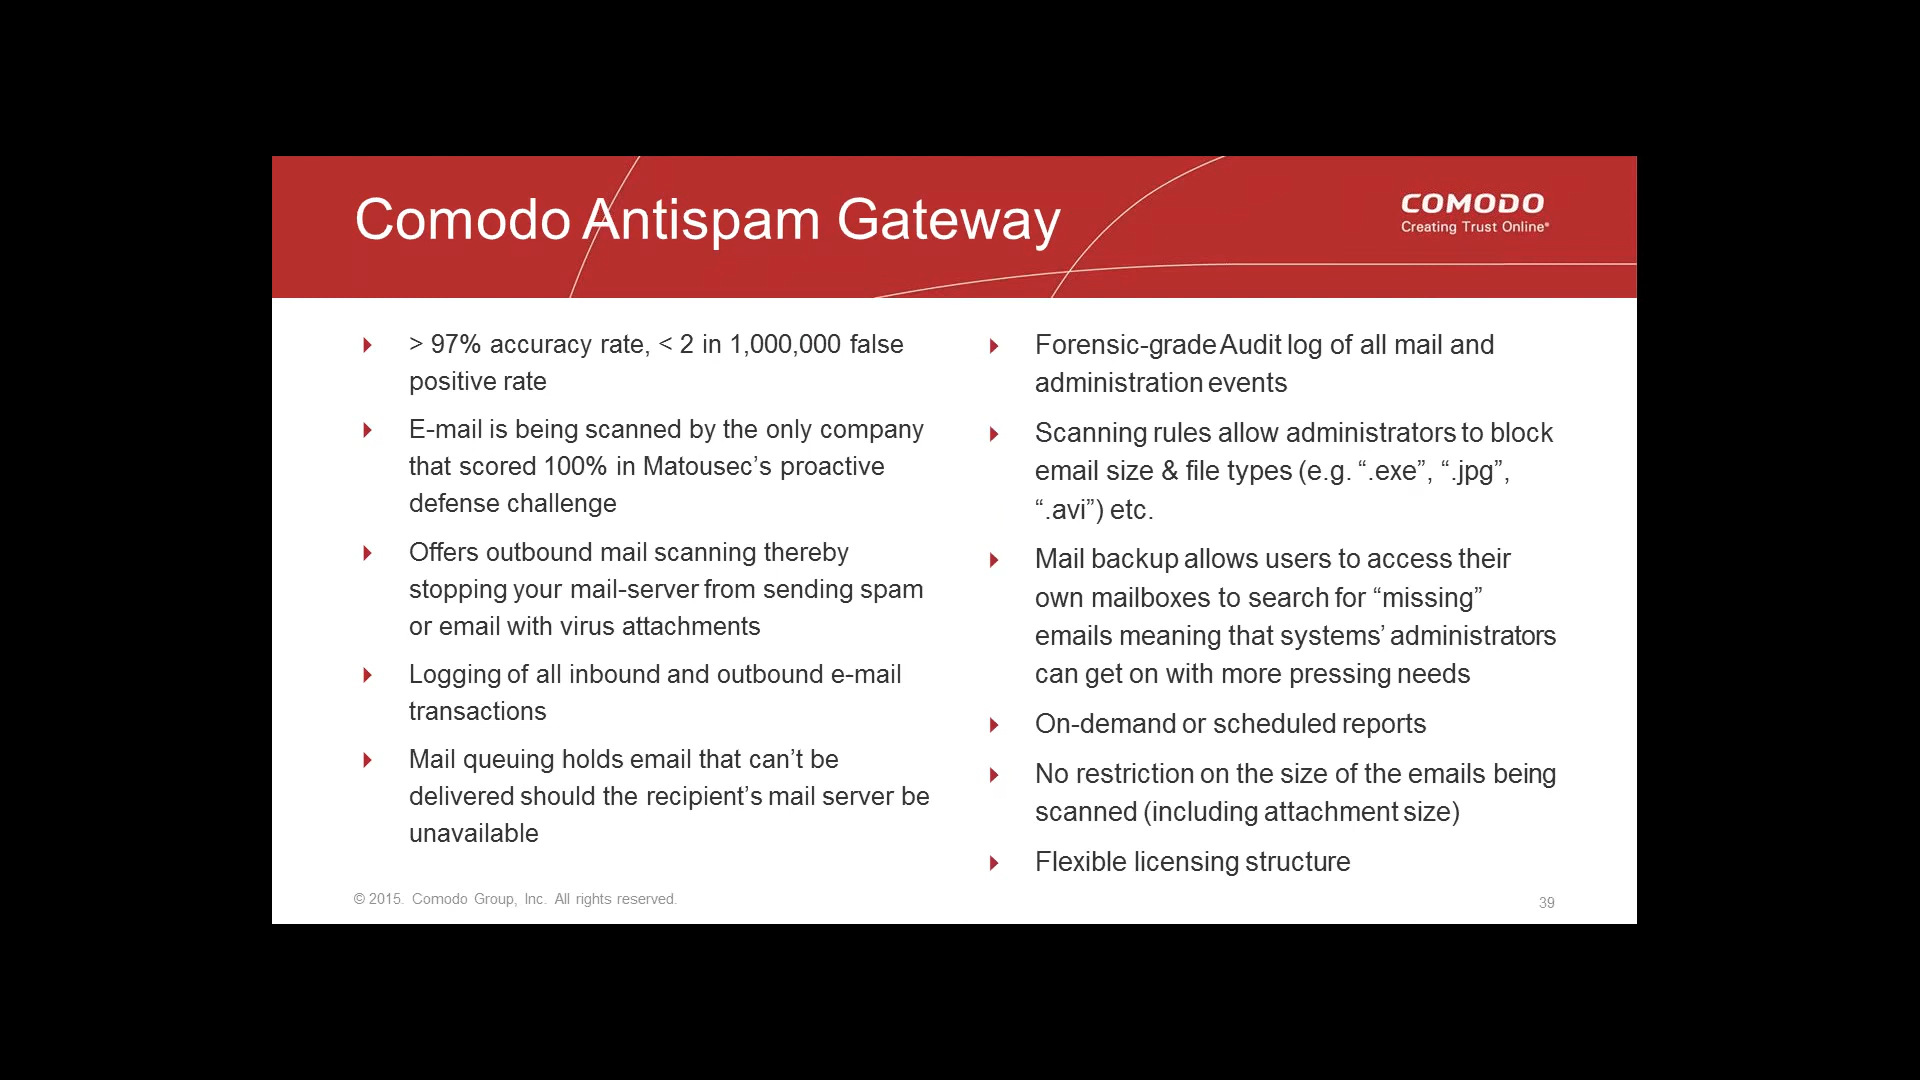 Comodo Antispam Gateway
COMODO
Creating Trust Online®
> 97% accuracy rate, < 2 in 1,000,000 false
positive rate
E-mail is being scanned by the only company
that scored 100% in Matousec’s proactive
defense challenge
Offers outbound mail scanning thereby
stopping your mail-server from sending spam
or email with virus attachments
Logging of all inbound and outbound e-mail
transactions
Mail queuing holds email that can’t be
delivered should the recipient’s mail server be
unavailable
Forensic-grade Audit log of all mail and
administration events
Scanning rules allow administrators to block
email size & file types (e.g. “.exe”, “.jpg”,
“.avi”) etc.
Mail backup allows users to access their
own mailboxes to search for “missing”
emails meaning that systems’ administrators
can get on with more pressing needs
On-demand or scheduled reports
No restriction on the size of the emails being
scanned (including attachment size)
Flexible licensing structure
© 2015. Comodo Group, Inc. All rights reserved.
39